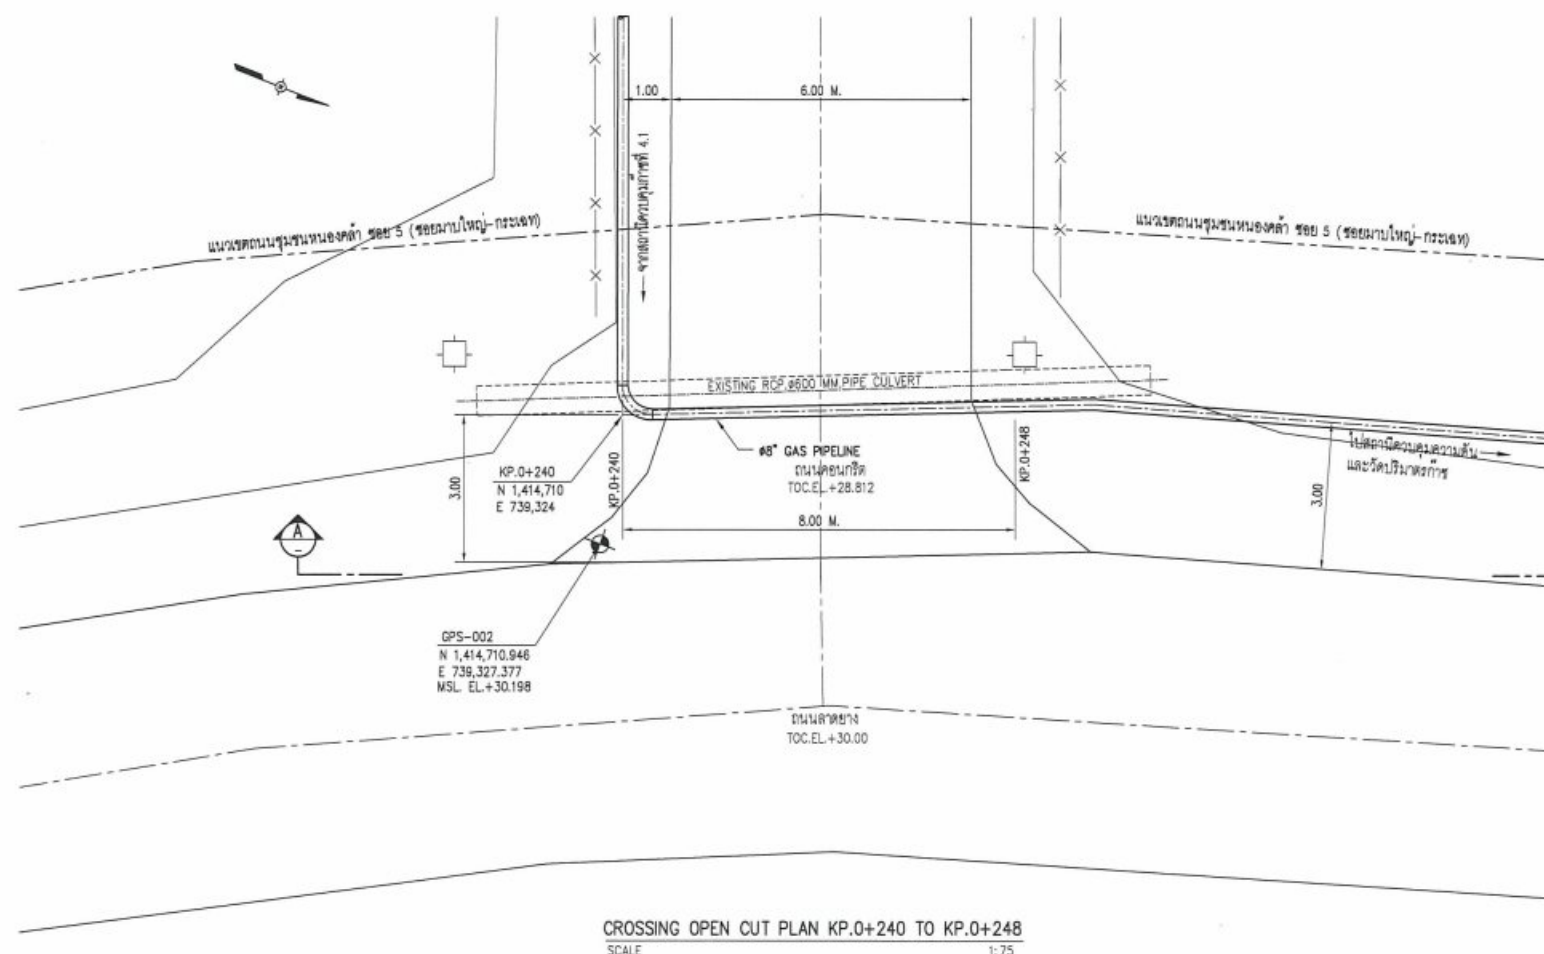 1.00
6.00 M.
จากสถานีควบคุมก๊าซที่ 4.1
แนวเขตถนนชุมชนหนองคล้า ซอย 5 (ซอยมาบใหญ่-กระเฉท)
แนวเขตถนนชุมชนหนองคล้า ซอย 5 (ซอยมาบใหญ่-กระเฉท)
EXISTING RCP.ø600 MM.PIPE CULVERT
ø8" GAS PIPELINE
ถนนคอนกรีต
TOC.EL.+28.812
KP.0+240
N 1,414,710
E 739,324
KP.0+240
KP.0+248
ไปสถานีควบคุมความดัน
และวัดปริมาตรก๊าซ
3.00
3.00
8.00 M.
A
-
GPS-002
N 1,414,710.946
E 739,327.377
MSL. EL.+30.198
ถนนลาดยาง
TOC.EL.+30.00
CROSSING OPEN CUT PLAN KP.0+240 TO KP.0+248
SCALE 1:75